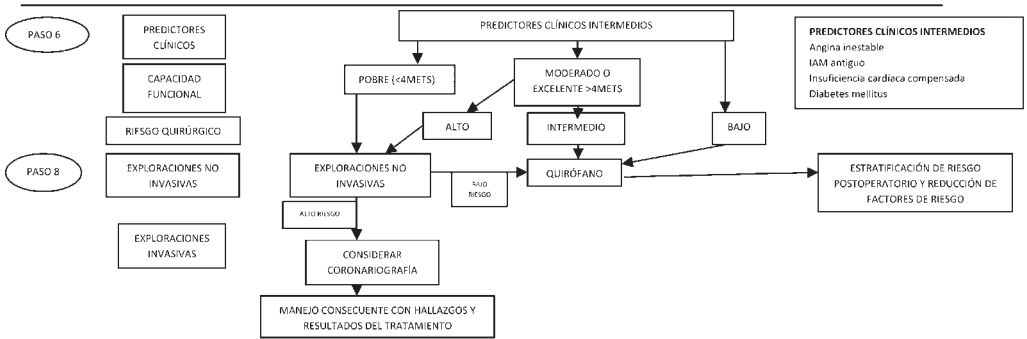 PASO 6
PREDICTORES
CLÍNICOS
PREDICTORES CLÍNICOS INTERMEDIOS
PREDICTORES CLÍNICOS INTERMEDIOS
Angina inestable
IAM antiguo
Insuficiencia cardíaca compensada
Diabetes mellitus
CAPACIDAD
FUNCIONAL
POBRE (<4METS)
MODERADO O
EXCELENTE >4METS
RIFSGO QUIRÚRGICO
ALTO
INTERMEDIO
BAJO
PASO 8
EXPLORACIONES NO
INVASIVAS
EXPLORACIONES NO
INVASIVAS
BAJO
RIESGO
QUIRÓFANO
ESTRATIFICACIÓN DE RIESGO
POSTOPERATORIO Y REDUCCIÓN DE
FACTORES DE RIESGO
ALTO RIESGO
EXPLORACIONES
INVASIVAS
CONSIDERAR
CORONARIOGRAFÍA
MANEJO CONSECUENTE CON HALLAZGOS Y
RESULTADOS DEL TRATAMIENTO